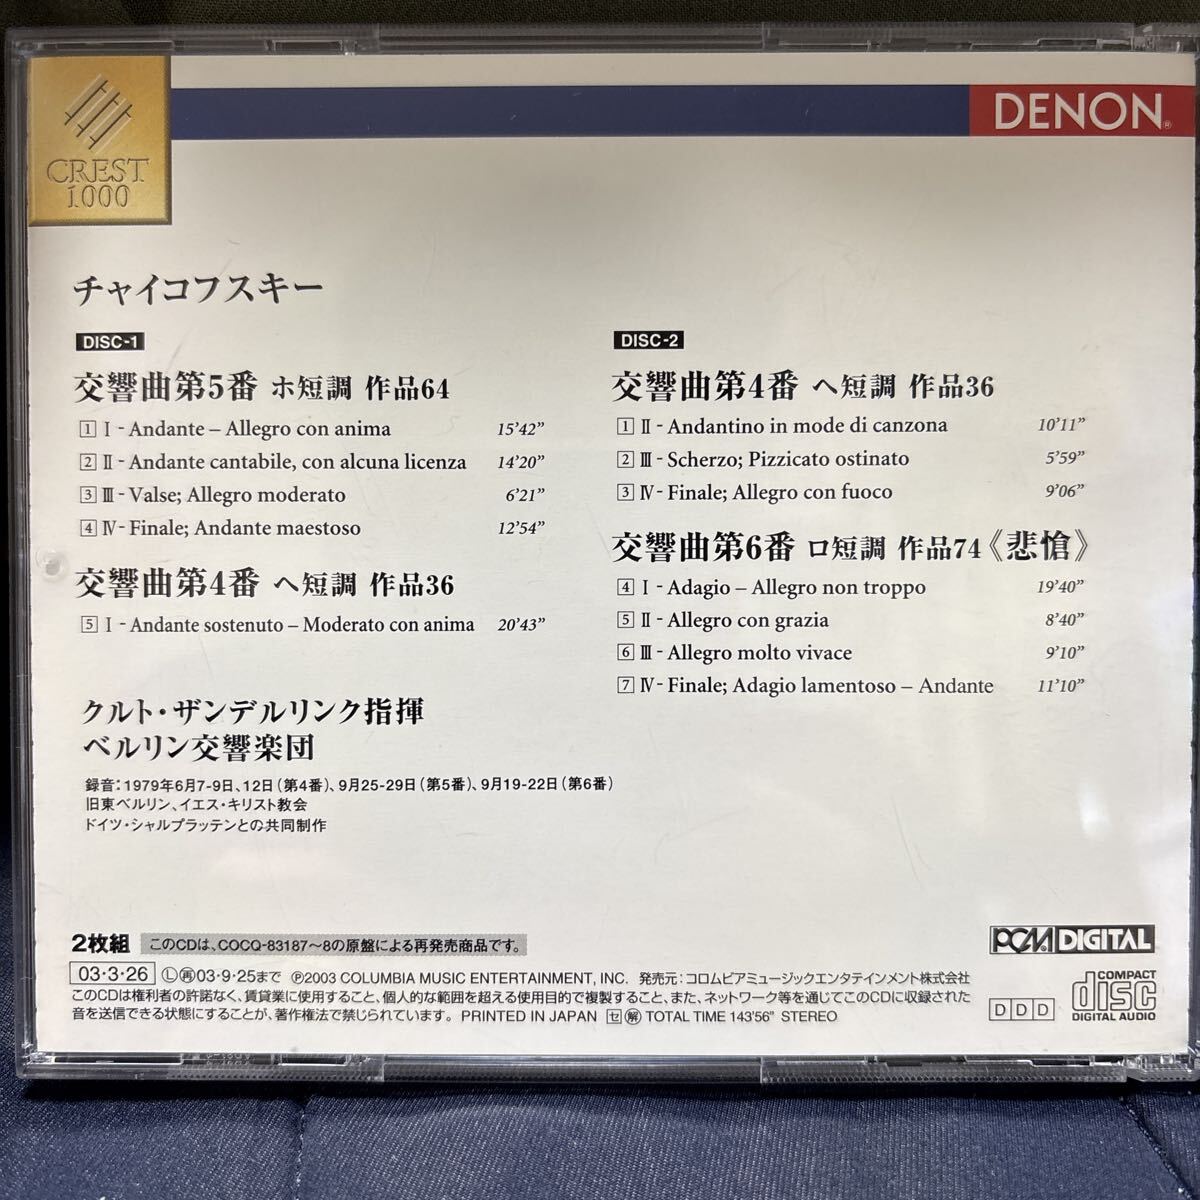 CREST
1000
DENON®
チャイコフスキー
DISC-1
交響曲第5番 ホ短調 作品64
1 Ⅰ - Andante – Allegro con anima 15’42”
2 Ⅱ - Andante cantabile, con alcuna licenza 14’20”
3 Ⅲ - Valse; Allegro moderato 6’21”
4 Ⅳ - Finale; Andante maestoso 12’54”
交響曲第4番 ヘ短調 作品36
5 Ⅰ - Andante sostenuto – Moderato con anima 20’43”
クルト・ザンデルリンク指揮
ベルリン交響楽団
録音：1979年6月7-9日、12日（第4番）、9月25-29日（第5番）、9月19-22日（第6番）
旧東ベルリン、イエス・キリスト教会
ドイツ・シャルプラッテンとの共同制作
DISC-2
交響曲第4番 ヘ短調 作品36
1 Ⅱ - Andantino in mode di canzona 10’11”
2 Ⅲ - Scherzo; Pizzicato ostinato 5’59”
3 Ⅳ - Finale; Allegro con fuoco 9’06”
交響曲第6番 ロ短調 作品74《悲愴》
4 Ⅰ - Adagio – Allegro non troppo 19’40”
5 Ⅱ - Allegro con grazia 8’40”
6 Ⅲ - Allegro molto vivace 9’10”
7 Ⅳ - Finale; Adagio lamentoso – Andante 11’10”
2枚組 このCDは、COCQ-83187〜8の原盤による再発売商品です。
03·3·26 Ⓛ㊢03·9·25まで ℗2003 COLUMBIA MUSIC ENTERTAINMENT, INC. 発売元：コロムビアミュージックエンタテインメント株式会社
このCDは権利者の許諾なく、賃貸業に使用すること、個人的な範囲を超える使用目的で複製すること、また、ネットワーク等を通じてこのCDに収録された
音を送信できる状態にすることが、著作権法で禁じられています。 PRINTED IN JAPAN セ 解 TOTAL TIME 143'56" STEREO
PCM DIGITAL
DDD
COMPACT
disc
DIGITAL AUDIO